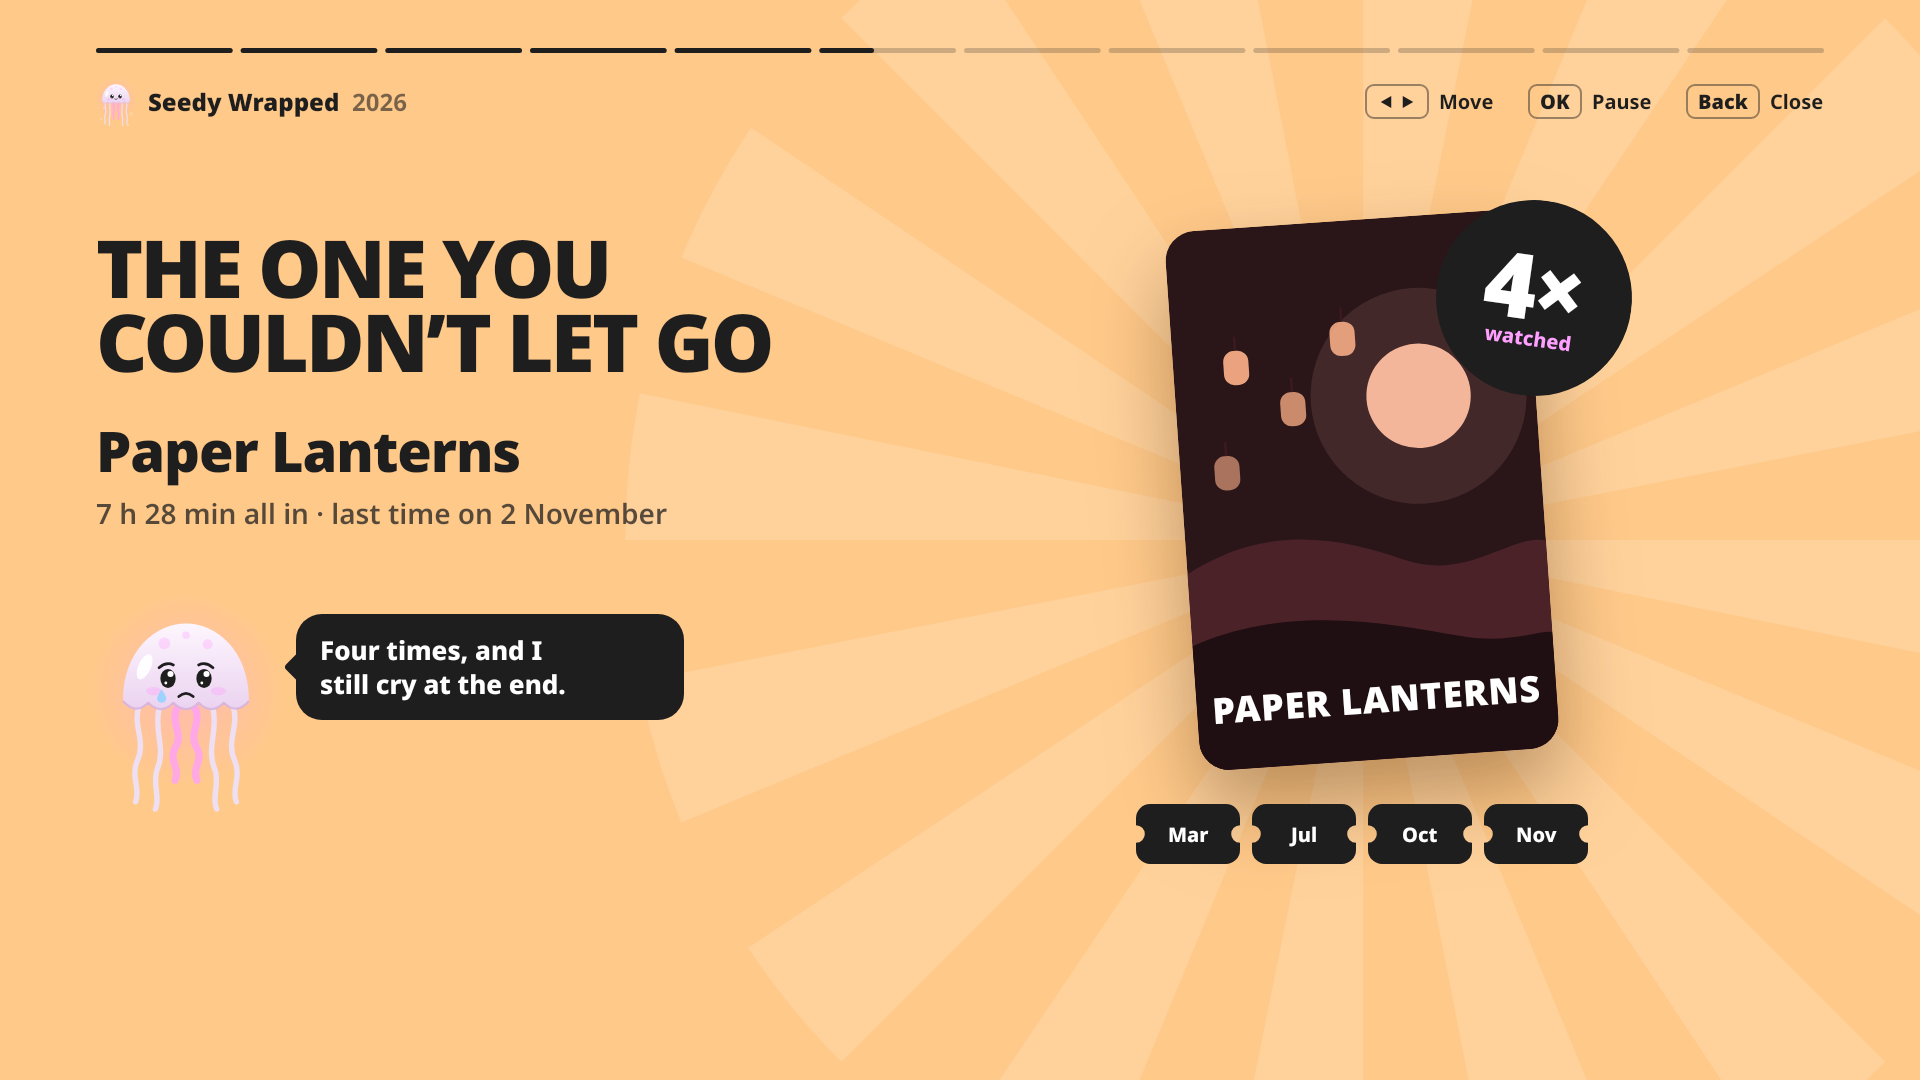 Seedy Wrapped 2026
◀ ▶ Move OK Pause Back Close
THE ONE YOU
COULDN’T LET GO
Paper Lanterns
7 h 28 min all in · last time on 2 November
Four times, and I
still cry at the end.
4×
watched
PAPER LANTERNS
Mar Jul Oct Nov